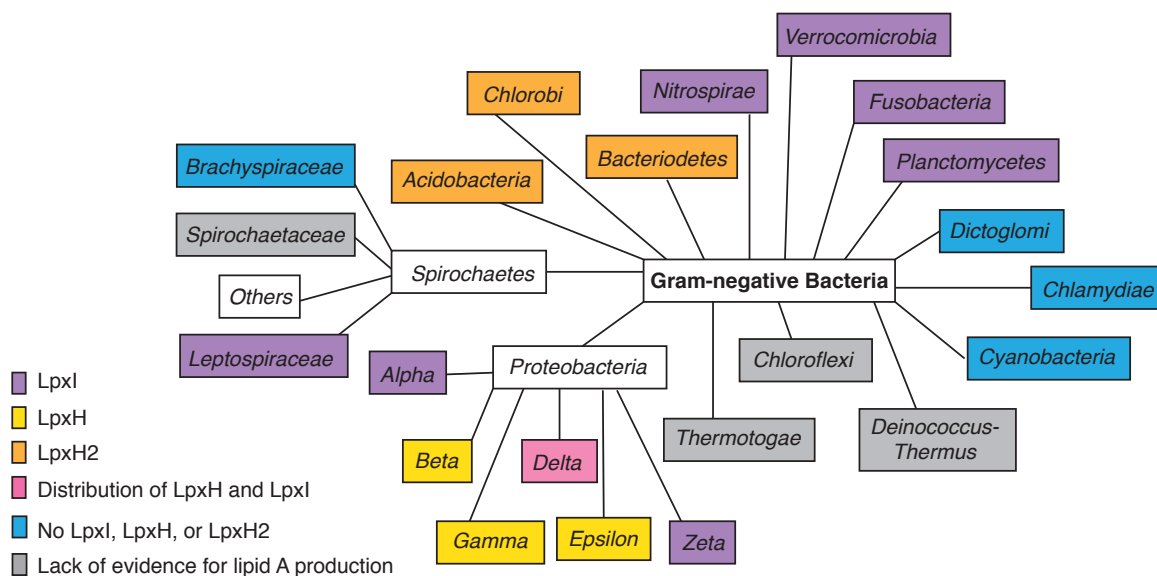 Verrocomicrobia
Chlorobi
Nitrospirae
Fusobacteria
Brachyspiraceae
Acidobacteria
Bacteriodetes
Planctomycetes
Spirochaetaceae
Dictoglomi
Spirochaetes
Gram-negative Bacteria
Others
Chlamydiae
Leptospiraceae
Alpha
Proteobacteria
Chloroflexi
Cyanobacteria
Beta
Delta
Thermotogae
Deinococcus-
Thermus
Gamma
Epsilon
Zeta
LpxI
LpxH
LpxH2
Distribution of LpxH and LpxI
No LpxI, LpxH, or LpxH2
Lack of evidence for lipid A production